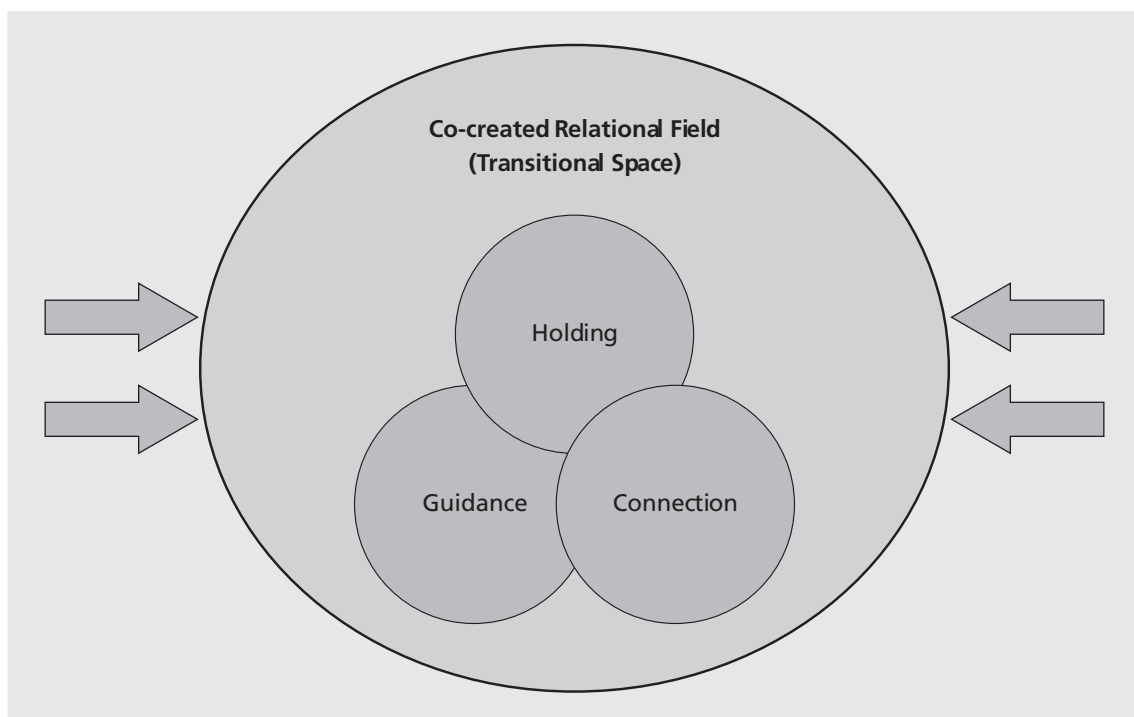 Co-created Relational Field
(Transitional Space)
Holding
Guidance
Connection